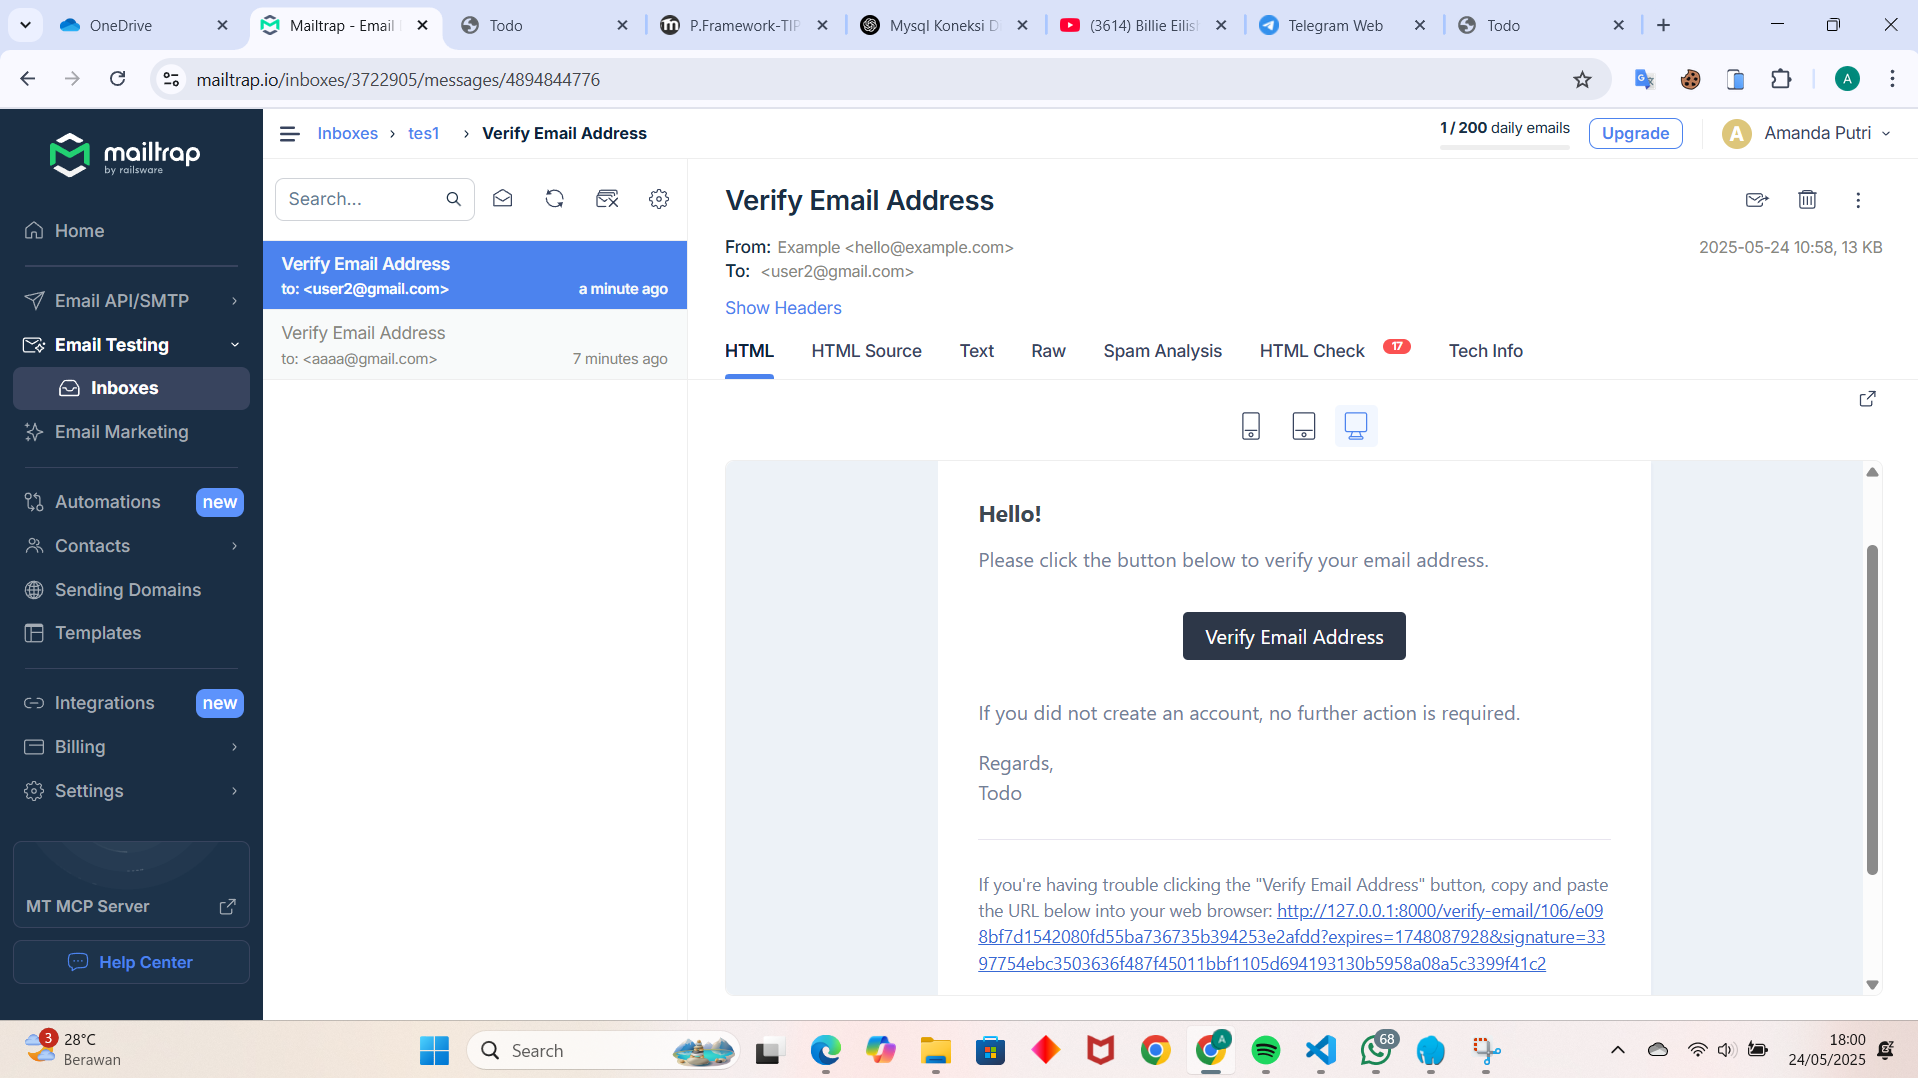 OneDrive
Mailtrap - Email
Todo
P.Framework-TIP
Mysql Koneksi D
(3614) Billie Eilish
Telegram Web
Todo
mailtrap.io/inboxes/3722905/messages/4894844776
A
mailtrap
by railsware
Home
Email API/SMTP
Email Testing
Inboxes
Email Marketing
Automations new
Contacts
Sending Domains
Templates
Integrations new
Billing
Settings
MT MCP Server
Help Center
Inboxes › tes1 › Verify Email Address
1 / 200 daily emails
Upgrade
A Amanda Putri
Search...
Verify Email Address
to: <user2@gmail.com> a minute ago
Verify Email Address
to: <aaaa@gmail.com> 7 minutes ago
Verify Email Address
From: Example <hello@example.com> 2025-05-24 10:58, 13 KB
To: <user2@gmail.com>
Show Headers
HTML HTML Source Text Raw Spam Analysis HTML Check 17 Tech Info
Hello!
Please click the button below to verify your email address.
Verify Email Address
If you did not create an account, no further action is required.
Regards,
Todo
If you're having trouble clicking the "Verify Email Address" button, copy and paste
the URL below into your web browser: http://127.0.0.1:8000/verify-email/106/e09
8bf7d1542080fd55ba736735b394253e2afdd?expires=1748087928&signature=33
97754ebc3503636f487f45011bbf1105d694193130b5958a08a5c3399f41c2
3
28°C
Berawan
Search
A
68
18:00
24/05/2025